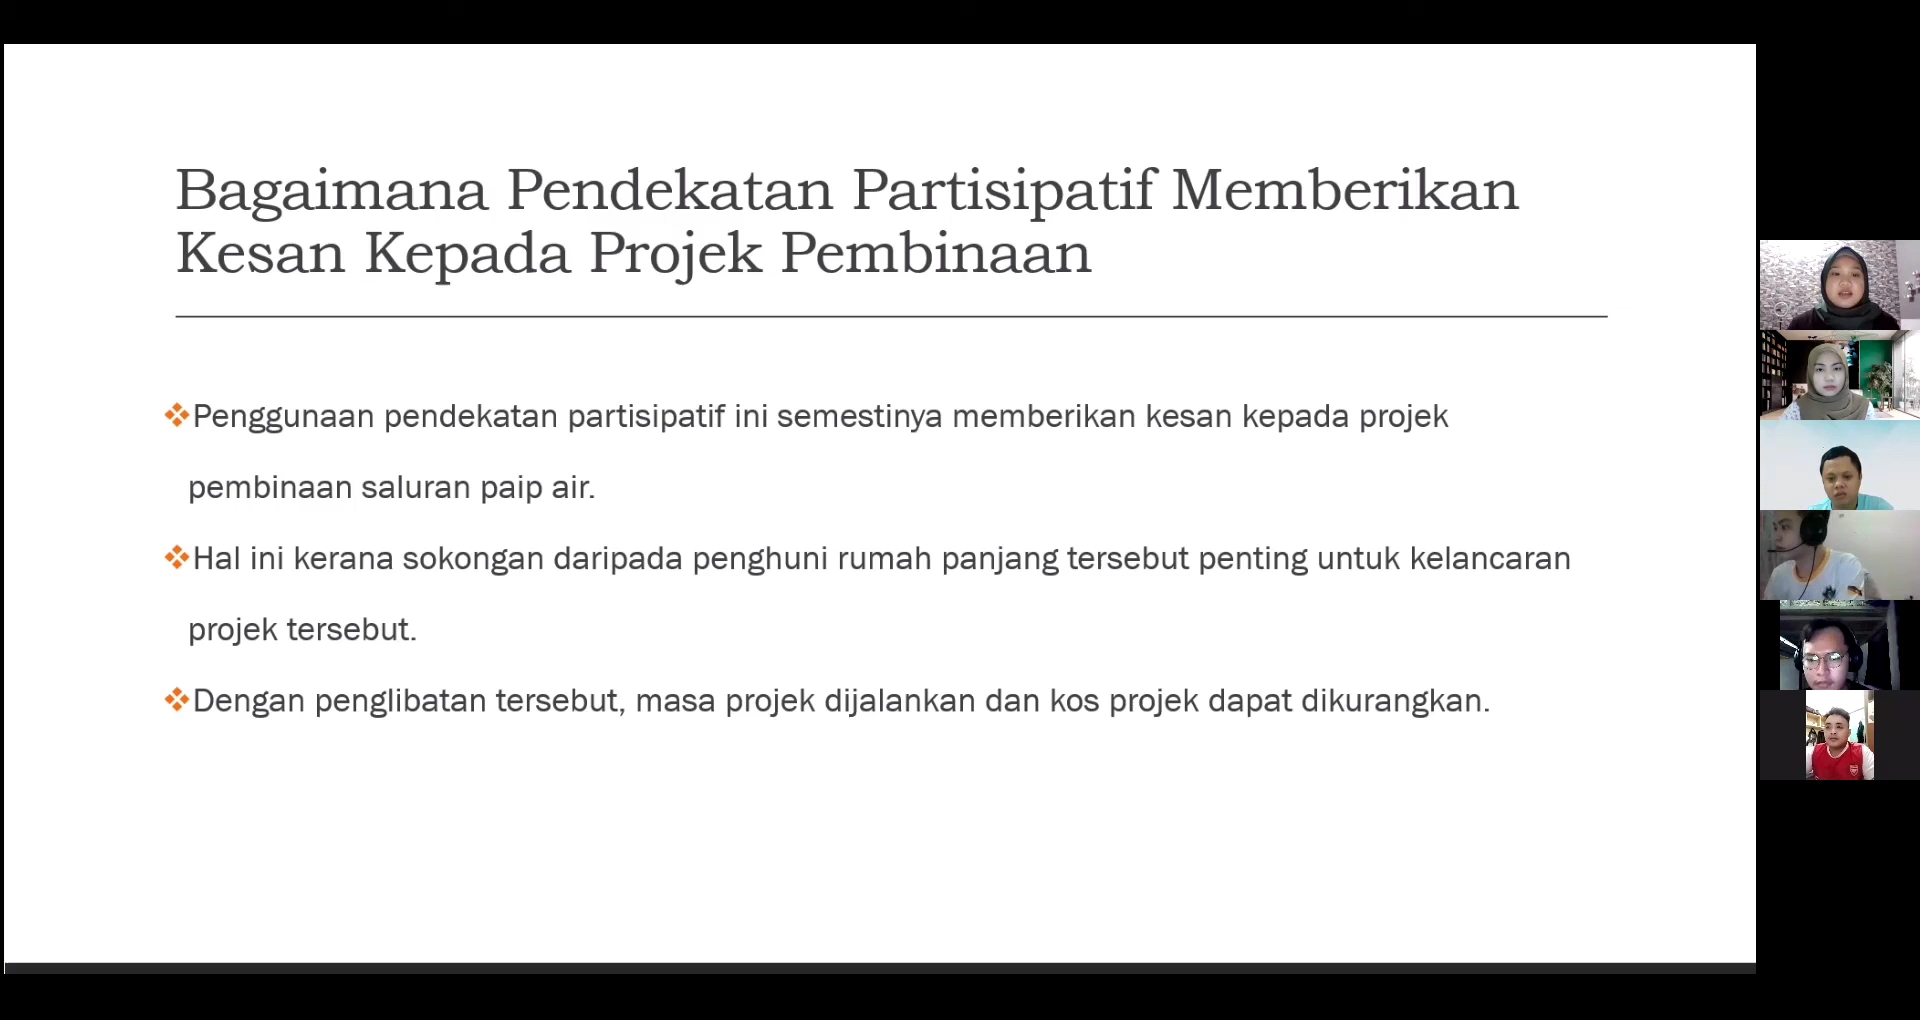 Bagaimana Pendekatan Partisipatif Memberikan
Kesan Kepada Projek Pembinaan
Penggunaan pendekatan partisipatif ini semestinya memberikan kesan kepada projek
pembinaan saluran paip air.
Hal ini kerana sokongan daripada penghuni rumah panjang tersebut penting untuk kelancaran
projek tersebut.
Dengan penglibatan tersebut, masa projek dijalankan dan kos projek dapat dikurangkan.